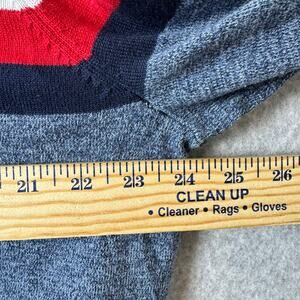 21 22 23 24 25 26
CLEAN UP
• Cleaner • Rags • Gloves